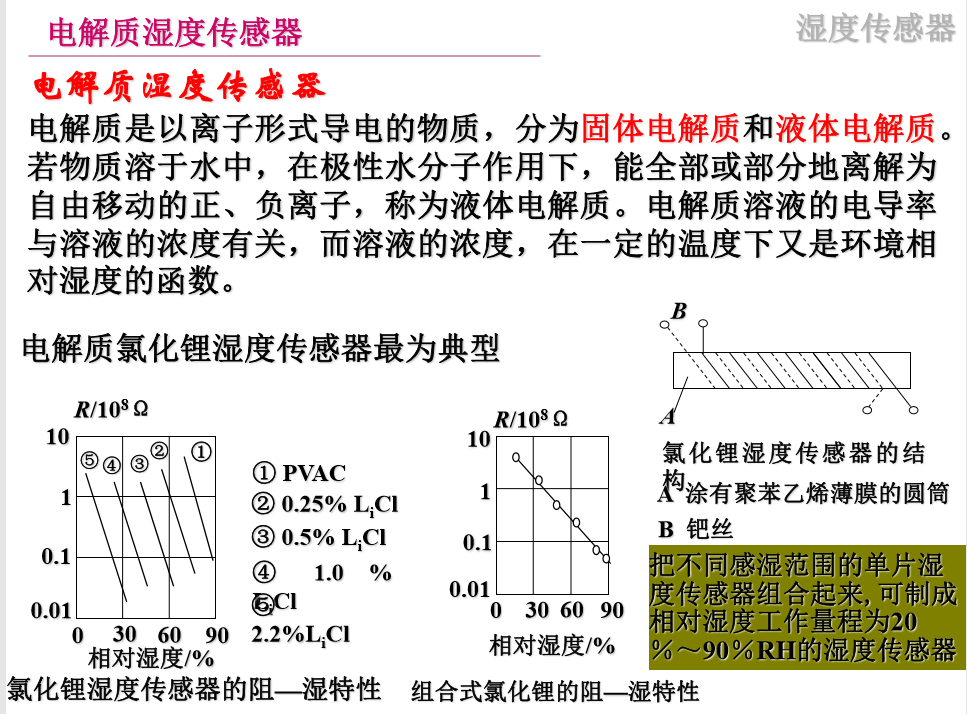 电解质湿度传感器
湿度传感器
电解质湿度传感器
电解质是以离子形式导电的物质，分为固体电解质和液体电解质。
若物质溶于水中，在极性水分子作用下，能全部或部分地离解为
自由移动的正、负离子，称为液体电解质。电解质溶液的电导率
与溶液的浓度有关，而溶液的浓度，在一定的温度下又是环境相
对湿度的函数。
电解质氯化锂湿度传感器最为典型
R/10⁸Ω
10
1
0.1
0.01
⑤ ④ ③ ② ①
0 30 60 90
相对湿度/%
氯化锂湿度传感器的阻—湿特性
① PVAC
② 0.25% LiCl
③ 0.5% LiCl
④ 1.0 %
LiCl
⑤
2.2%LiCl
R/10⁸Ω
10
1
0.1
0.01
0 30 60 90
相对湿度/%
组合式氯化锂的阻—湿特性
B
A
氯化锂湿度传感器的结
构
A 涂有聚苯乙烯薄膜的圆筒
B 钯丝
把不同感湿范围的单片湿
度传感器组合起来, 可制成
相对湿度工作量程为20
％～90％RH的湿度传感器